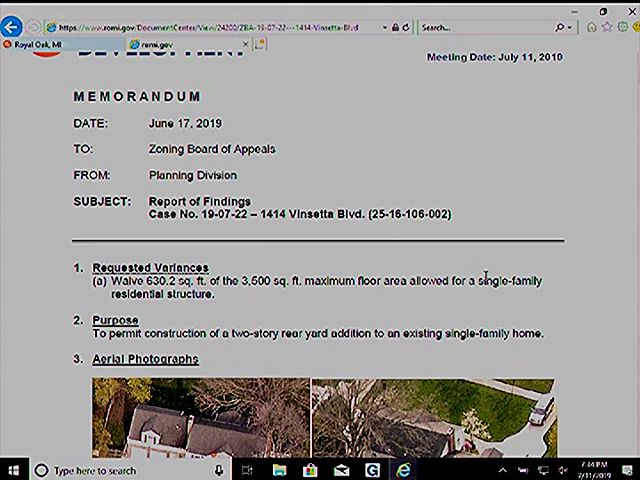 https://www.romi.gov/DocumentCenter/View/24200/ZBA-19-07-22---1414-Vinsetta-Blvd
Search...
Royal Oak, MI
romi.gov
DEVELOPMENT
Meeting Date: July 11, 2019
MEMORANDUM
DATE: June 17, 2019
TO: Zoning Board of Appeals
FROM: Planning Division
SUBJECT: Report of Findings
Case No. 19-07-22 – 1414 Vinsetta Blvd. (25-16-106-002)
1. Requested Variances
(a) Waive 630.2 sq. ft. of the 3,500 sq. ft. maximum floor area allowed for a single-family
residential structure.
2. Purpose
To permit construction of a two-story rear yard addition to an existing single-family home.
3. Aerial Photographs
Type here to search
7:34 PM
7/11/2019